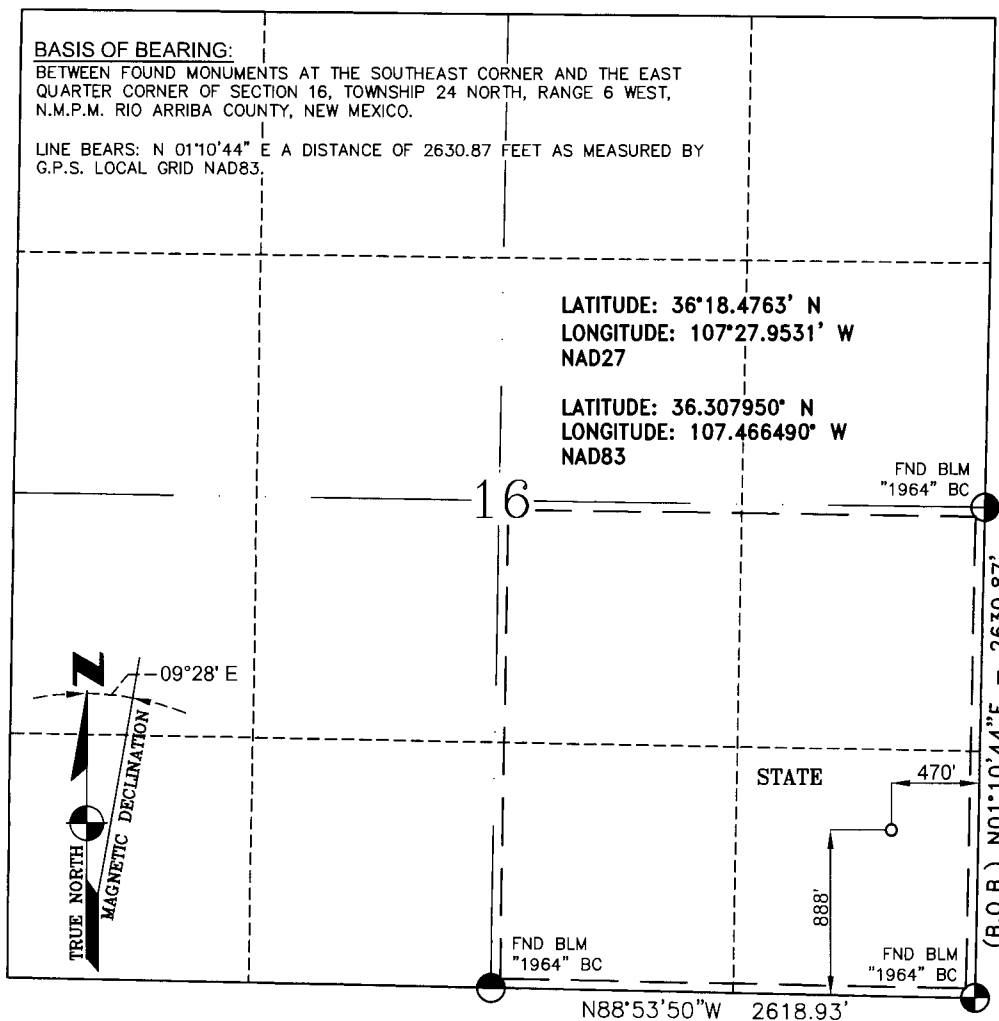 BASIS OF BEARING:
BETWEEN FOUND MONUMENTS AT THE SOUTHEAST CORNER AND THE EAST
QUARTER CORNER OF SECTION 16, TOWNSHIP 24 NORTH, RANGE 6 WEST,
N.M.P.M. RIO ARRIBA COUNTY, NEW MEXICO.
LINE BEARS: N 01°10'44" E A DISTANCE OF 2630.87 FEET AS MEASURED BY
G.P.S. LOCAL GRID NAD83.
LATITUDE: 36°18.4763' N
LONGITUDE: 107°27.9531' W
NAD27
LATITUDE: 36.307950° N
LONGITUDE: 107.466490° W
NAD83
FND BLM
"1964" BC
16
(B.O.B.) N01°10'44"E - 2630.87'
N
09°28' E
TRUE NORTH
MAGNETIC DECLINATION
STATE
470'
888'
FND BLM
"1964" BC
FND BLM
"1964" BC
N88°53'50"W 2618.93'